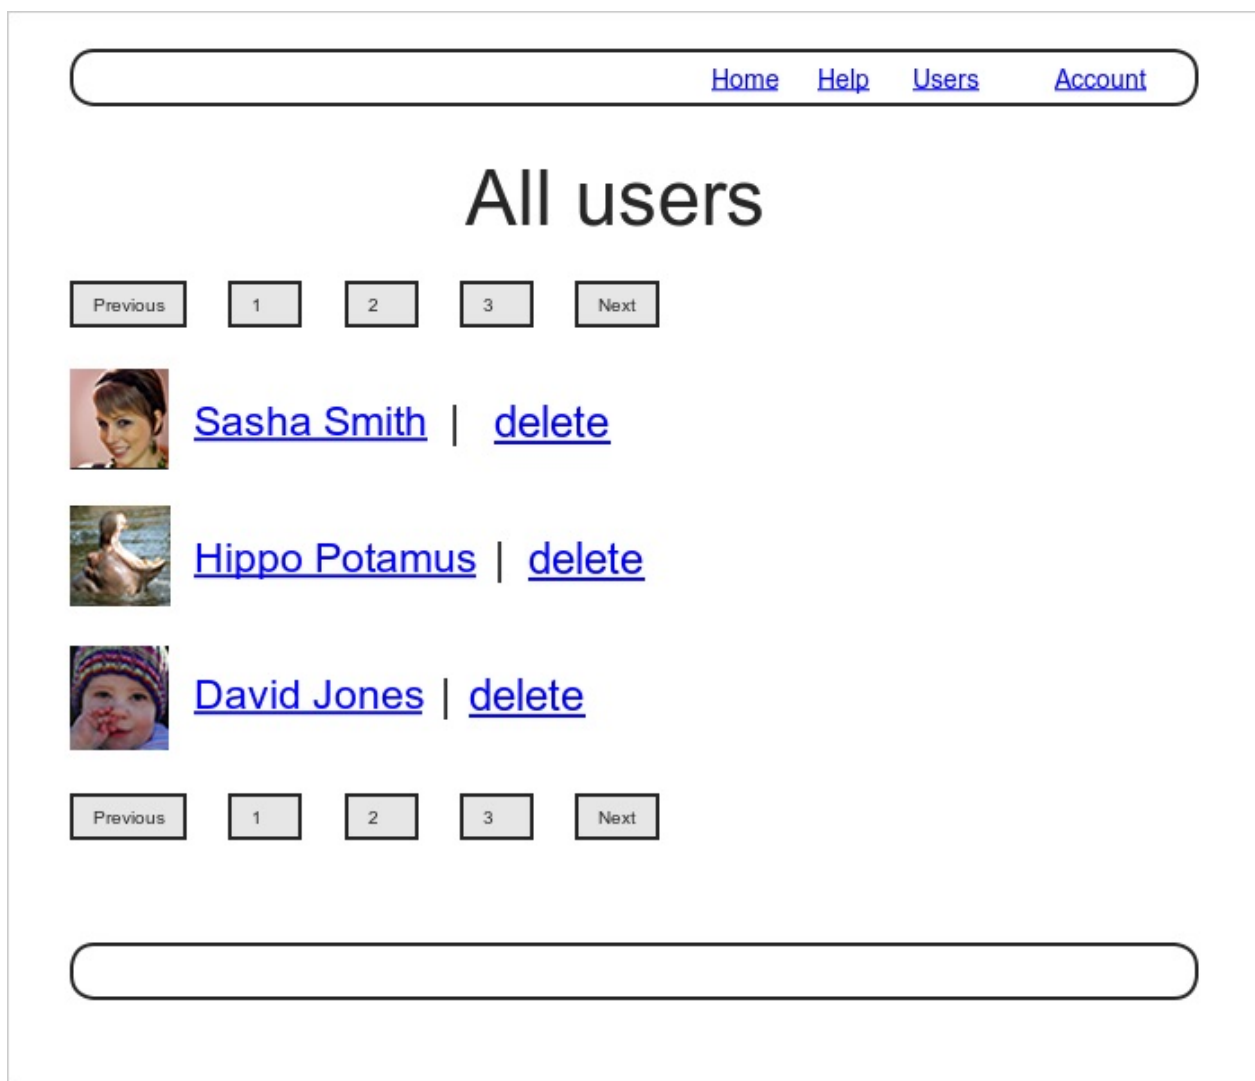 Home Help Users Account
All users
Previous 1 2 3 Next
Sasha Smith | delete
Hippo Potamus | delete
David Jones | delete
Previous 1 2 3 Next